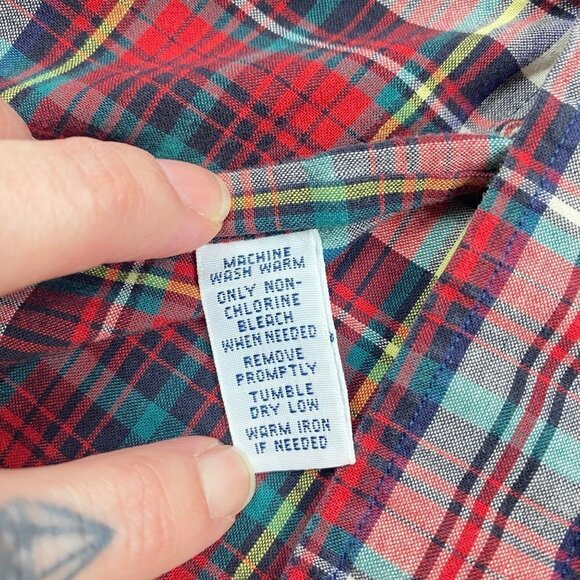 MACHINE
WASH WARM
ONLY NON-
CHLORINE
BLEACH
WHEN NEEDED
REMOVE
PROMPTLY
TUMBLE
DRY LOW
WARM IRON
IF NEEDED